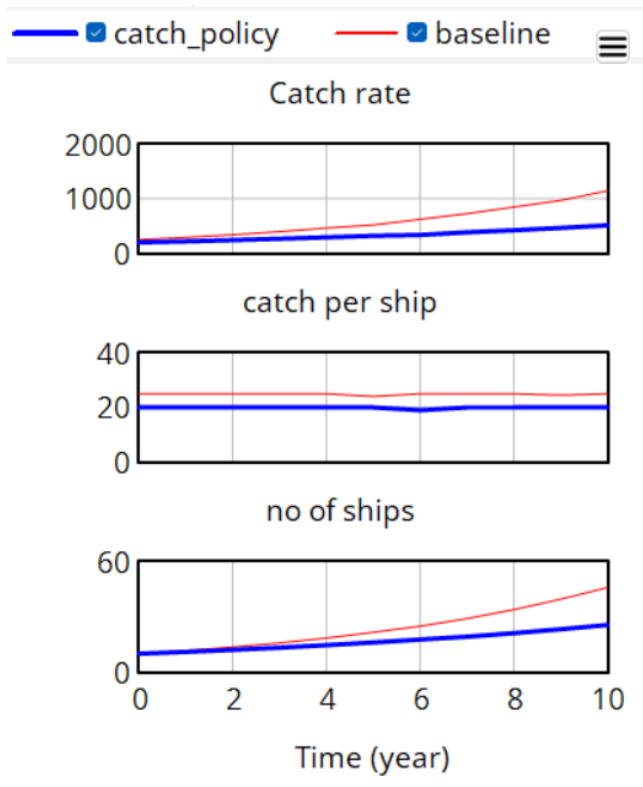 catch_policy baseline
Catch rate
2000
1000
0
catch per ship
40
20
0
no of ships
60
0
0 2 4 6 8 10
Time (year)